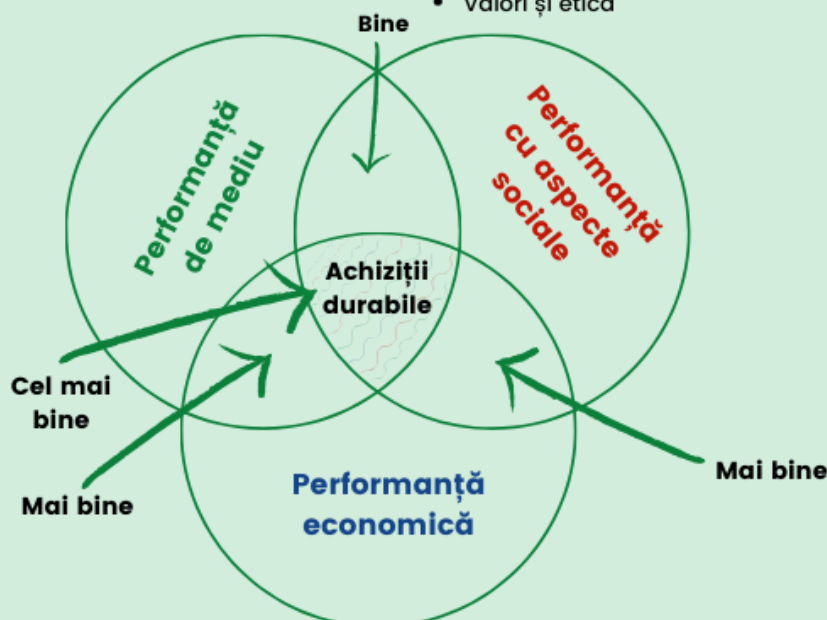 • Valori și etică
Bine
Performanță
de mediu
Performanță
cu aspecte
sociale
Achiziții
durabile
Cel mai
bine
Mai bine
Mai bine
Performanță
economică